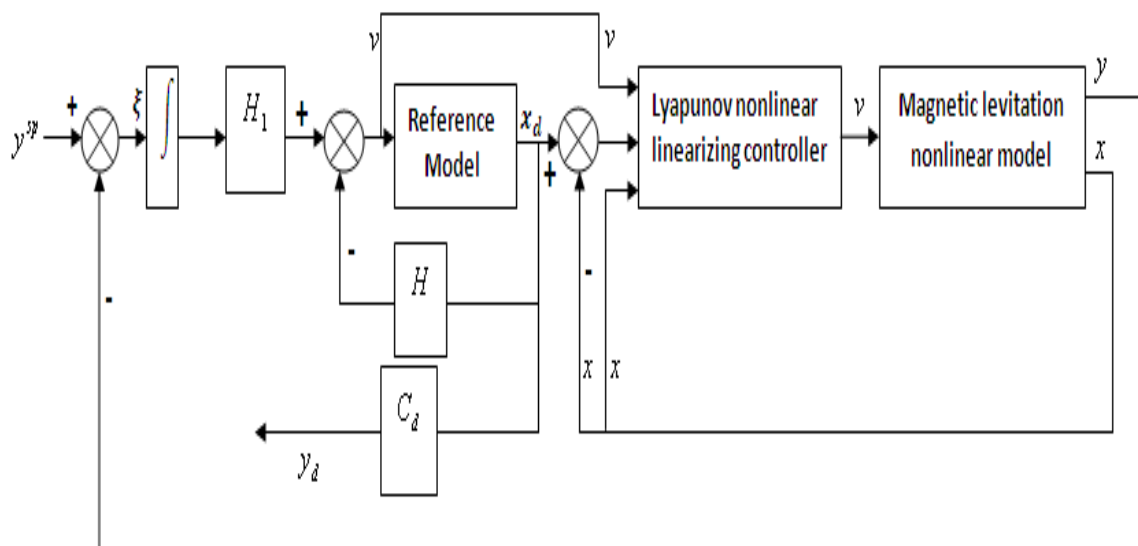 v
v
y
+
ξ
∫
H₁
+
Reference
Model
x_d
Lyapunov nonlinear
linearizing controller
v
Magnetic levitation
nonlinear model
x
y^{sp}
+
-
-
-
H
x
x
C_d
y_d